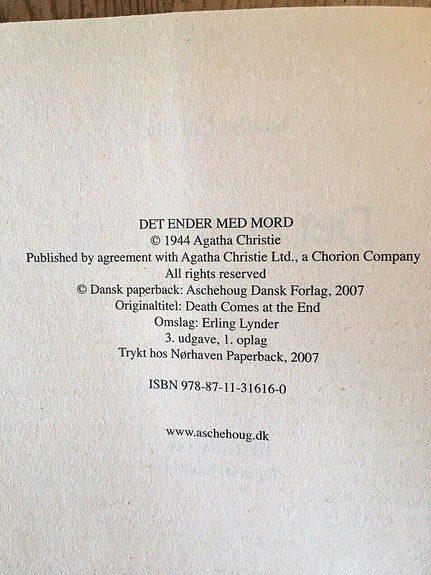 DET ENDER MED MORD
© 1944 Agatha Christie
Published by agreement with Agatha Christie Ltd., a Chorion Company
All rights reserved
© Dansk paperback: Aschehoug Dansk Forlag, 2007
Originaltitel: Death Comes at the End
Omslag: Erling Lynder
3. udgave, 1. oplag
Trykt hos Nørhaven Paperback, 2007
ISBN 978-87-11-31616-0
www.aschehoug.dk